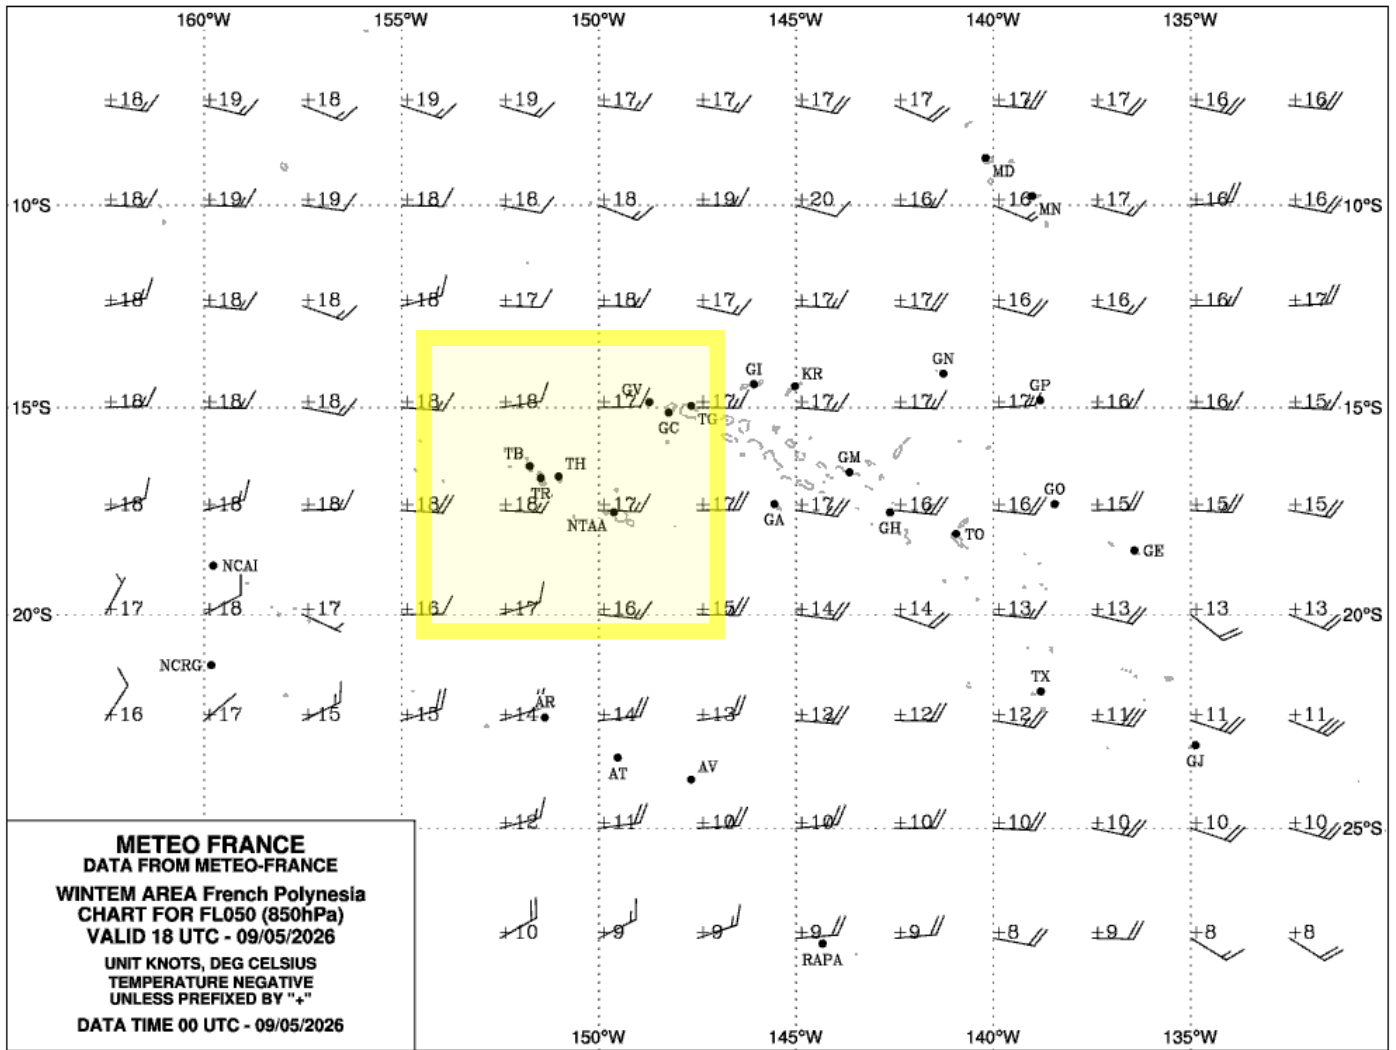 160°W 155°W 150°W 145°W 140°W 135°W
+18 +19 +18 +19 +19 +17 +17 +17 +17 +17 +17 +16 +16
MD
10°S +18 +19 +19 +18 +18 +18 +19 +20 +16 +16 +17 +16 +16 10°S
MN
+18 +18 +18 +18 +17 +18 +17 +17 +17 +16 +16 +16 +17
GI KR GN GP
GV
15°S +18 +18 +18 +18 +18 +17 +17 +17 +17 +17 +16 +16 +15 15°S
GC TG
TB TH GM
TR GO
+18 +18 +18 +18 +18 +17 +17 +17 +16 +16 +15 +15 +15
NTAA GA GH TO
GE
NCAI
20°S +17 +18 +17 +16 +17 +16 +15 +14 +14 +13 +13 +13 +13 20°S
NCRG
TX
AR
+16 +17 +15 +15 +14 +14 +13 +12 +12 +12 +11 +11 +11
GJ
AT AV
+12 +11 +10 +10 +10 +10 +10 +10 +10 25°S
+10 +9 +9 +9 +9 +8 +9 +8 +8
RAPA
METEO FRANCE
DATA FROM METEO-FRANCE
WINTEM AREA French Polynesia
CHART FOR FL050 (850hPa)
VALID 18 UTC - 09/05/2026
UNIT KNOTS, DEG CELSIUS
TEMPERATURE NEGATIVE
UNLESS PREFIXED BY "+"
DATA TIME 00 UTC - 09/05/2026
150°W 145°W 140°W 135°W